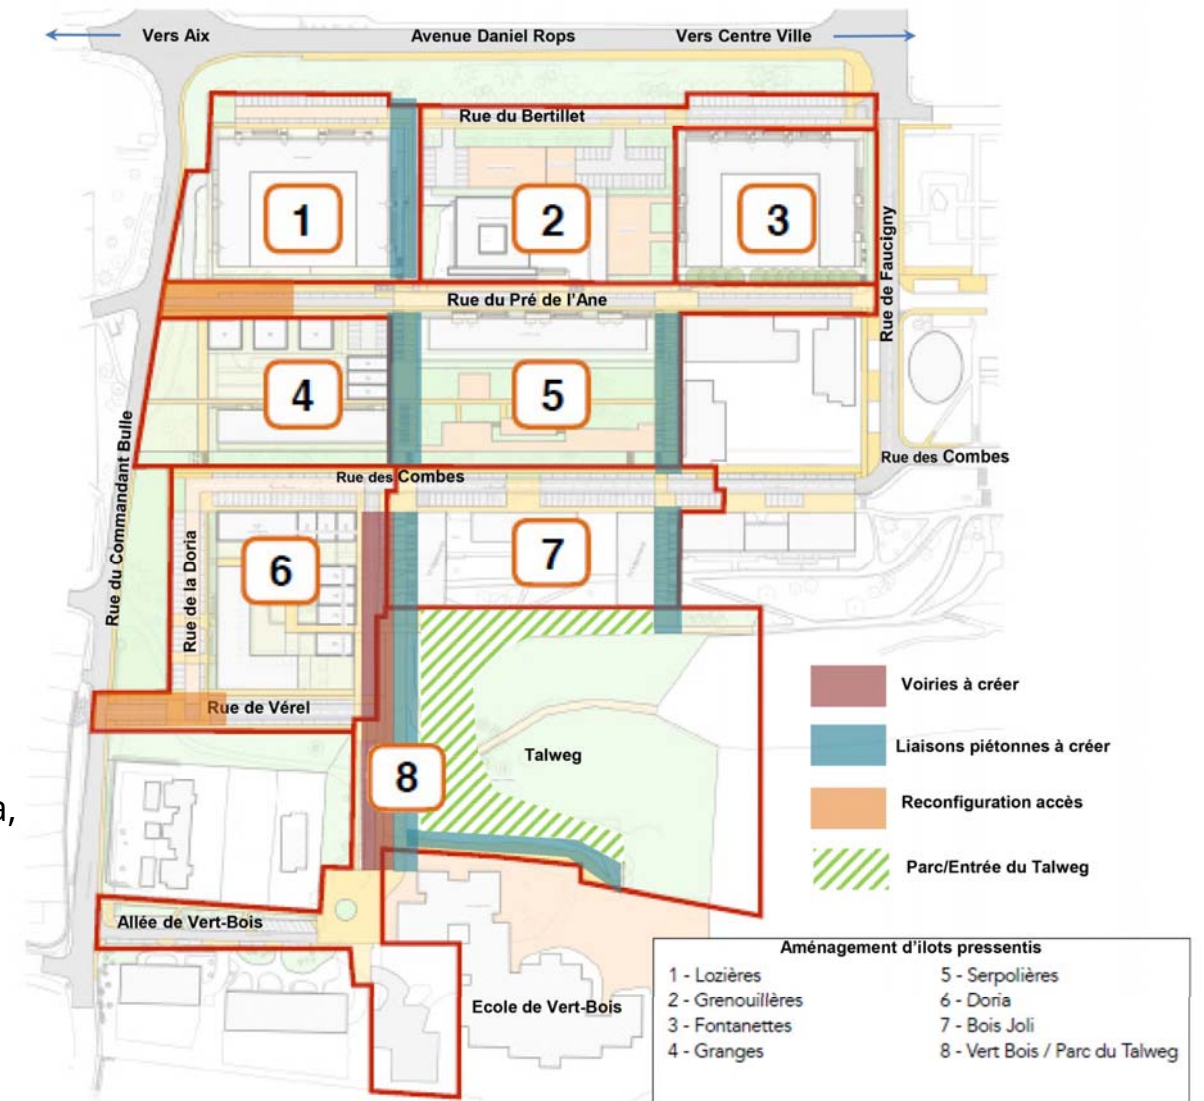 Vers Aix
Avenue Daniel Rops
Vers Centre Ville
Rue du Bertillet
1
2
3
Rue de Faucigny
Rue du Pré de l'Ane
4
5
Rue du Commandant Bulle
Rue des Combes
Rue des Combes
Rue de la Doria
6
7
Rue de Vérel
8
Talweg
a,
Voiries à créer
Liaisons piétonnes à créer
Reconfiguration accès
Parc/Entrée du Talweg
Allée de Vert-Bois
Ecole de Vert-Bois
Aménagement d'ilots pressentis
1 - Lozières
2 - Grenouillères
3 - Fontanettes
4 - Granges
5 - Serpolières
6 - Doria
7 - Bois Joli
8 - Vert Bois / Parc du Talweg